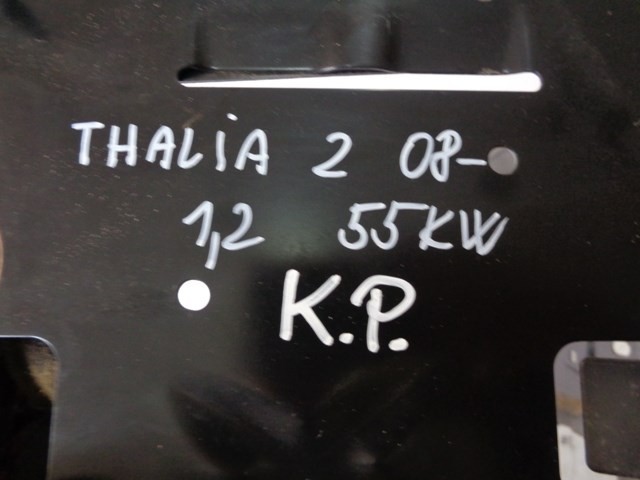 THALiA 2 08-
1,2 55KW
K.P.